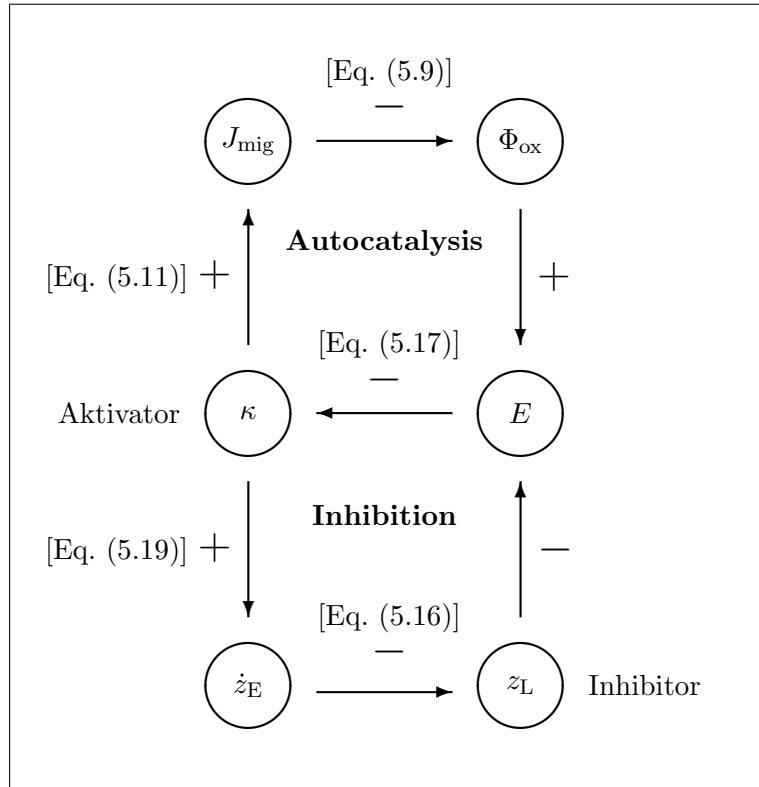 [Eq. (5.9)]
−
J_mig
Φ_ox
Autocatalysis
[Eq. (5.11)] +
+
[Eq. (5.17)]
−
Aktivator
κ
E
Inhibition
[Eq. (5.19)] +
−
[Eq. (5.16)]
−
ż_E
z_L
Inhibitor